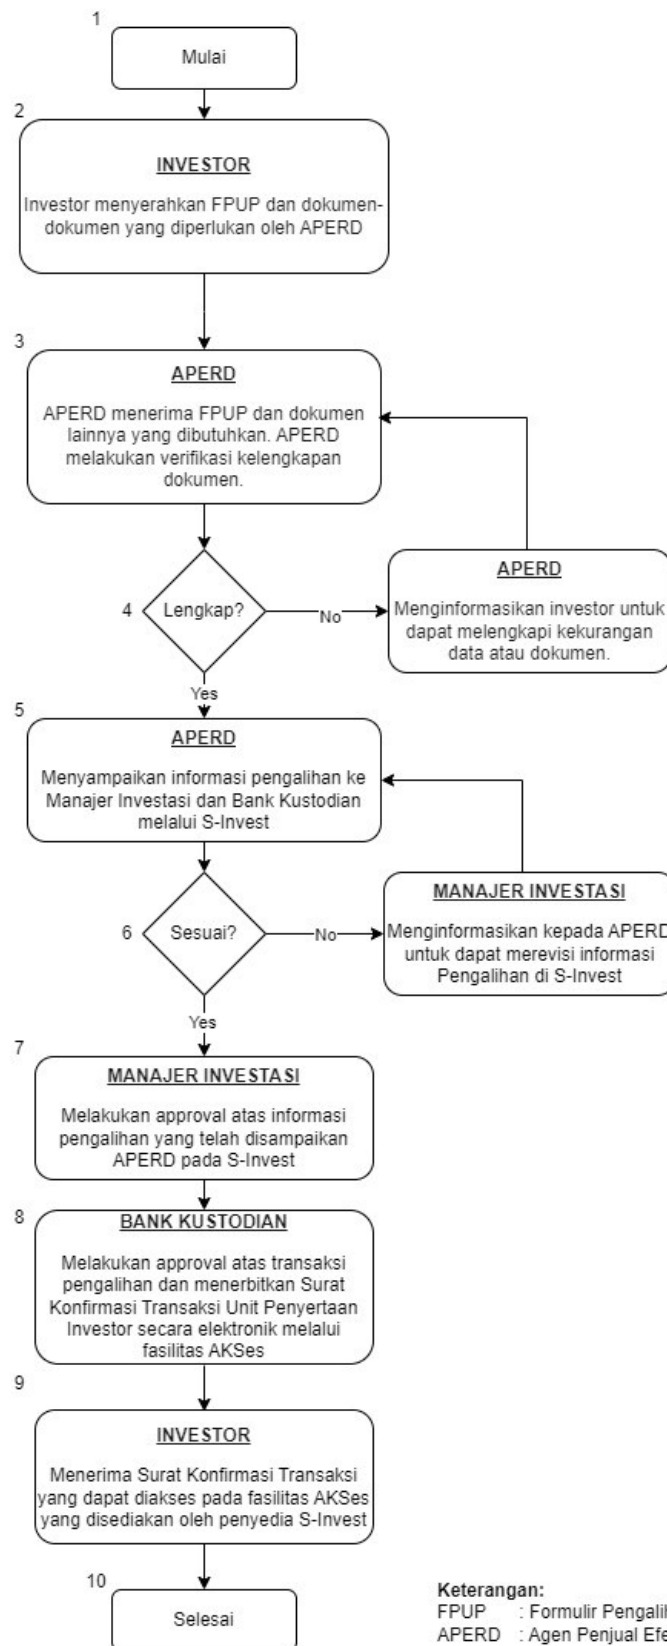 1
Mulai
2
INVESTOR
Investor menyerahkan FPUP dan dokumen-
dokumen yang diperlukan oleh APERD
3
APERD
APERD menerima FPUP dan dokumen
lainnya yang dibutuhkan. APERD
melakukan verifikasi kelengkapan
dokumen.
4
Lengkap?
No
APERD
Menginformasikan investor untuk
dapat melengkapi kekurangan
data atau dokumen.
Yes
5
APERD
Menyampaikan informasi pengalihan ke
Manajer Investasi dan Bank Kustodian
melalui S-Invest
6
Sesuai?
No
MANAJER INVESTASI
Menginformasikan kepada APERD
untuk dapat merevisi informasi
Pengalihan di S-Invest
Yes
7
MANAJER INVESTASI
Melakukan approval atas informasi
pengalihan yang telah disampaikan
APERD pada S-Invest
8
BANK KUSTODIAN
Melakukan approval atas transaksi
pengalihan dan menerbitkan Surat
Konfirmasi Transaksi Unit Penyertaan
Investor secara elektronik melalui
fasilitas AKSes
9
INVESTOR
Menerima Surat Konfirmasi Transaksi
yang dapat diakses pada fasilitas AKSes
yang disediakan oleh penyedia S-Invest
10
Selesai
Keterangan:
FPUP : Formulir
APERD : Agen Penjual